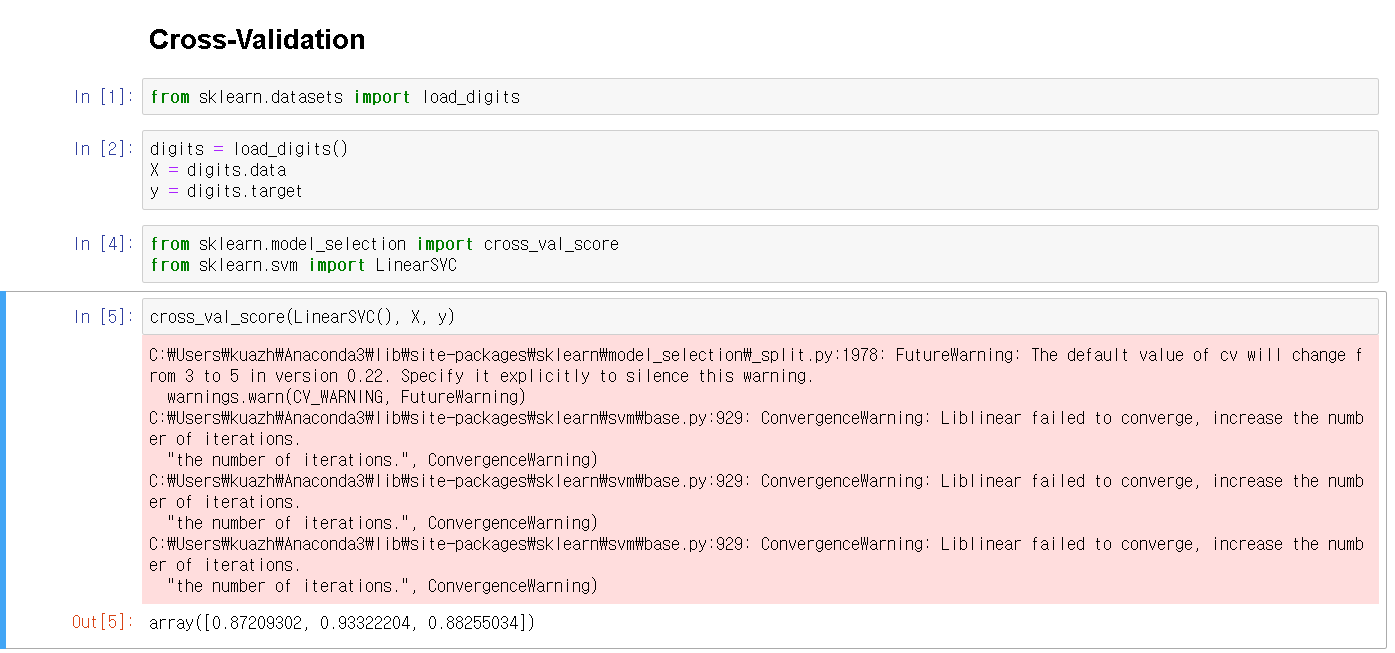 Cross-Validation
In [1]: from sklearn.datasets import load_digits
In [2]: digits = load_digits()
X = digits.data
y = digits.target
In [4]: from sklearn.model_selection import cross_val_score
from sklearn.svm import LinearSVC
In [5]: cross_val_score(LinearSVC(), X, y)
C:₩Users₩kuazh₩Anaconda3₩lib₩site-packages₩sklearn₩model_selection₩_split.py:1978: FutureWarning: The default value of cv will change f
rom 3 to 5 in version 0.22. Specify it explicitly to silence this warning.
  warnings.warn(CV_WARNING, FutureWarning)
C:₩Users₩kuazh₩Anaconda3₩lib₩site-packages₩sklearn₩svm₩base.py:929: ConvergenceWarning: Liblinear failed to converge, increase the numb
er of iterations.
  "the number of iterations.", ConvergenceWarning)
C:₩Users₩kuazh₩Anaconda3₩lib₩site-packages₩sklearn₩svm₩base.py:929: ConvergenceWarning: Liblinear failed to converge, increase the numb
er of iterations.
  "the number of iterations.", ConvergenceWarning)
C:₩Users₩kuazh₩Anaconda3₩lib₩site-packages₩sklearn₩svm₩base.py:929: ConvergenceWarning: Liblinear failed to converge, increase the numb
er of iterations.
  "the number of iterations.", ConvergenceWarning)
Out[5]: array([0.87209302, 0.93322204, 0.88255034])